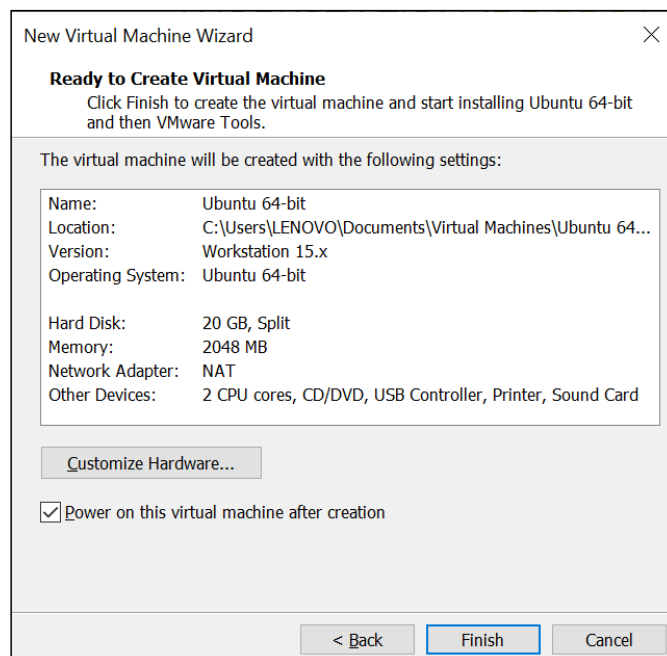 New Virtual Machine Wizard
Ready to Create Virtual Machine
Click Finish to create the virtual machine and start installing Ubuntu 64-bit
and then VMware Tools.
The virtual machine will be created with the following settings:
Name: Ubuntu 64-bit
Location: C:\Users\LENOVO\Documents\Virtual Machines\Ubuntu 64...
Version: Workstation 15.x
Operating System: Ubuntu 64-bit
Hard Disk: 20 GB, Split
Memory: 2048 MB
Network Adapter: NAT
Other Devices: 2 CPU cores, CD/DVD, USB Controller, Printer, Sound Card
Customize Hardware...
Power on this virtual machine after creation
< Back Finish Cancel